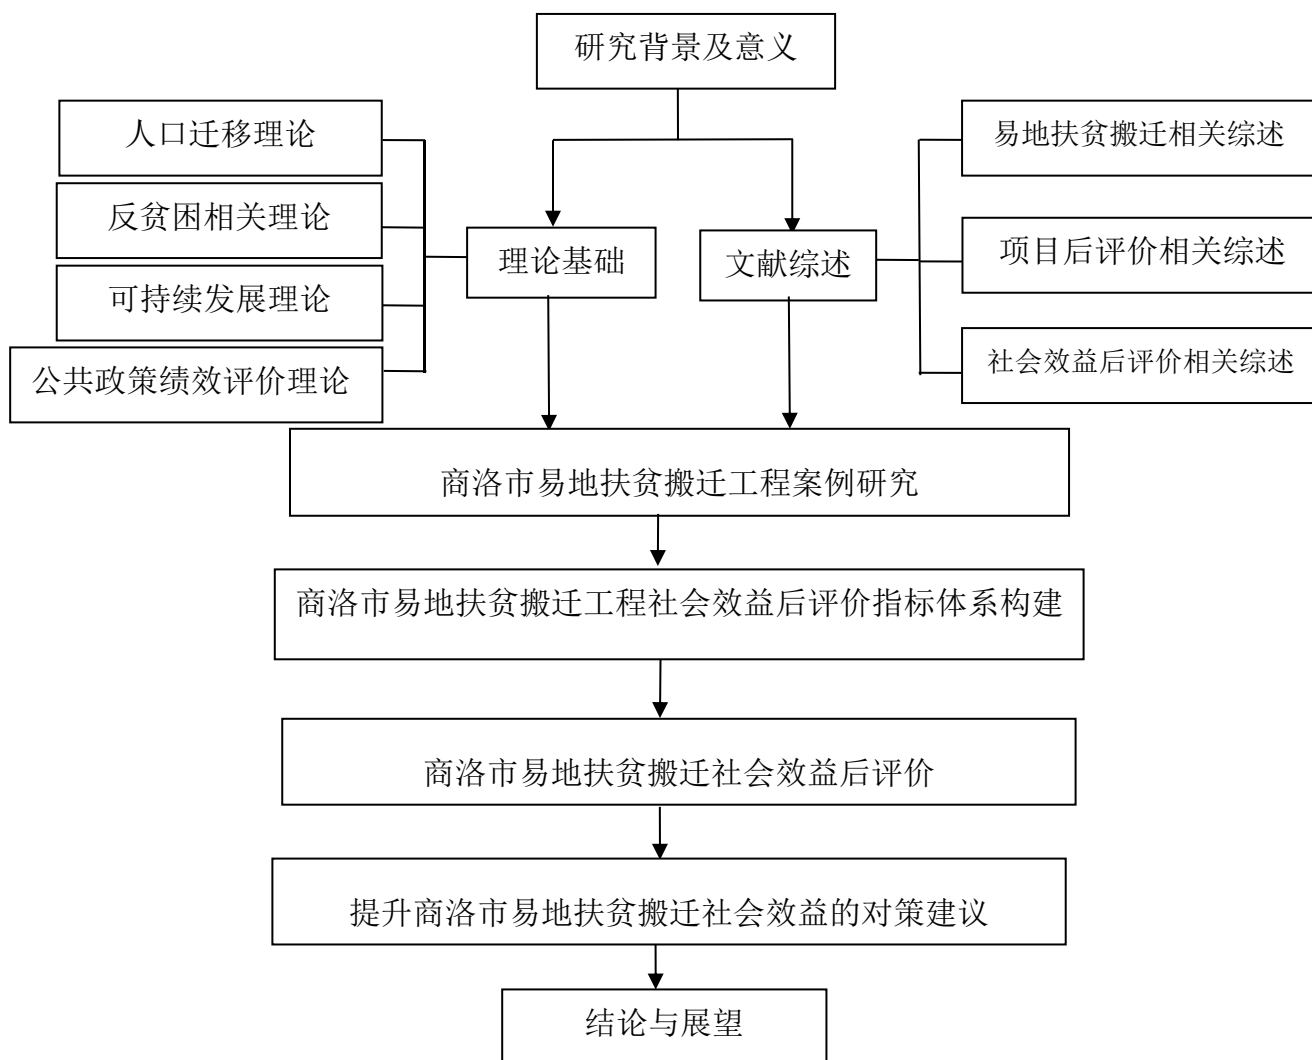 研究背景及意义
人口迁移理论
反贫困相关理论
可持续发展理论
公共政策绩效评价理论
理论基础
文献综述
易地扶贫搬迁相关综述
项目后评价相关综述
社会效益后评价相关综述
商洛市易地扶贫搬迁工程案例研究
商洛市易地扶贫搬迁工程社会效益后评价指标体系构建
商洛市易地扶贫搬迁社会效益后评价
提升商洛市易地扶贫搬迁社会效益的对策建议
结论与展望